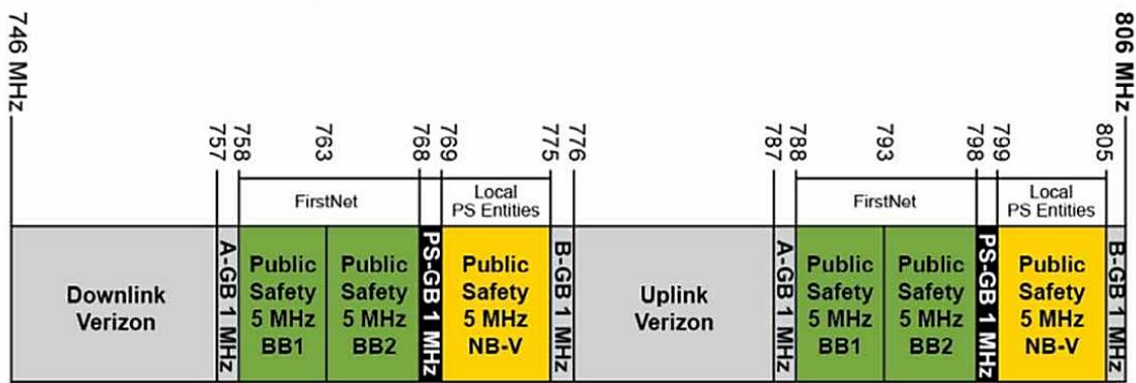 746 MHz
806 MHz
757
758
763
768
769
775
776
787
788
793
798
799
805
FirstNet
Local
PS Entities
FirstNet
Local
PS Entities
Downlink
Verizon
A-GB 1 MHz
Public
Safety
5 MHz
BB1
Public
Safety
5 MHz
BB2
PS-GB 1 MHz
Public
Safety
5 MHz
NB-V
B-GB 1 MHz
Uplink
Verizon
A-GB 1 MHz
Public
Safety
5 MHz
BB1
Public
Safety
5 MHz
BB2
PS-GB 1 MHz
Public
Safety
5 MHz
NB-V
B-GB 1 MHz